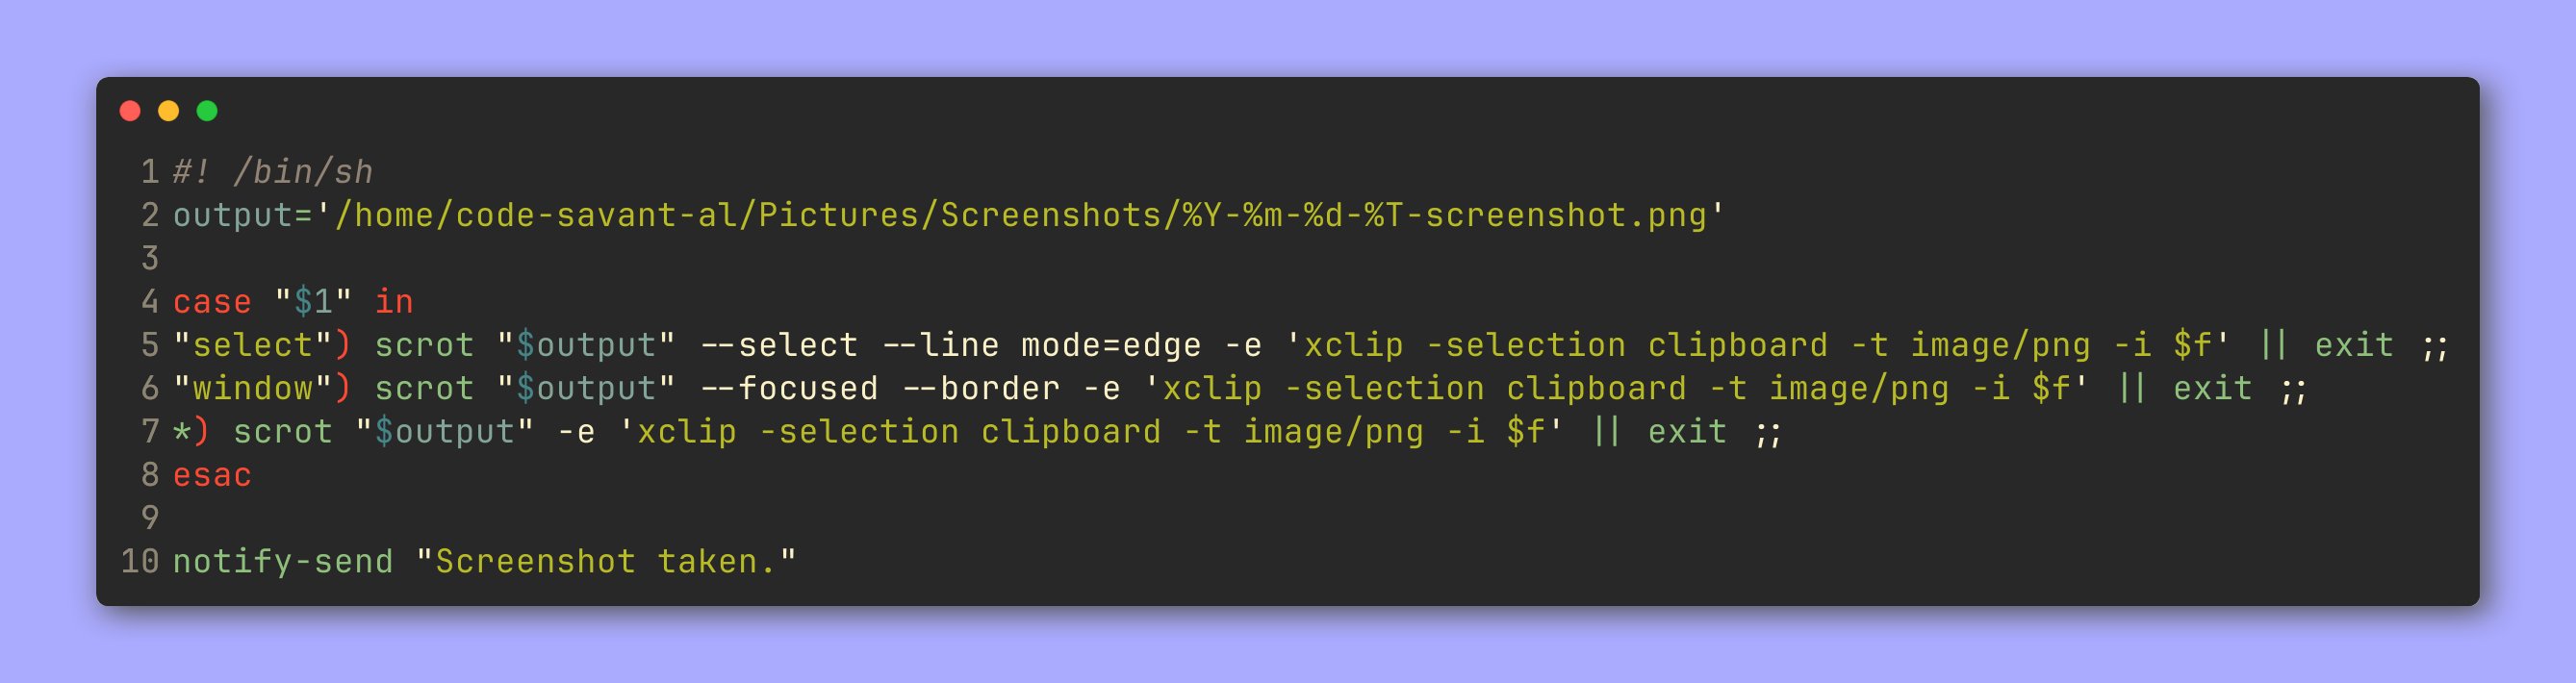 1 #! /bin/sh
2 output='/home/code-savant-al/Pictures/Screenshots/%Y-%m-%d-%T-screenshot.png'
3
4 case "$1" in
5 "select") scrot "$output" --select --line mode=edge -e 'xclip -selection clipboard -t image/png -i $f' || exit ;;
6 "window") scrot "$output" --focused --border -e 'xclip -selection clipboard -t image/png -i $f' || exit ;;
7 *) scrot "$output" -e 'xclip -selection clipboard -t image/png -i $f' || exit ;;
8 esac
9
10 notify-send "Screenshot taken."